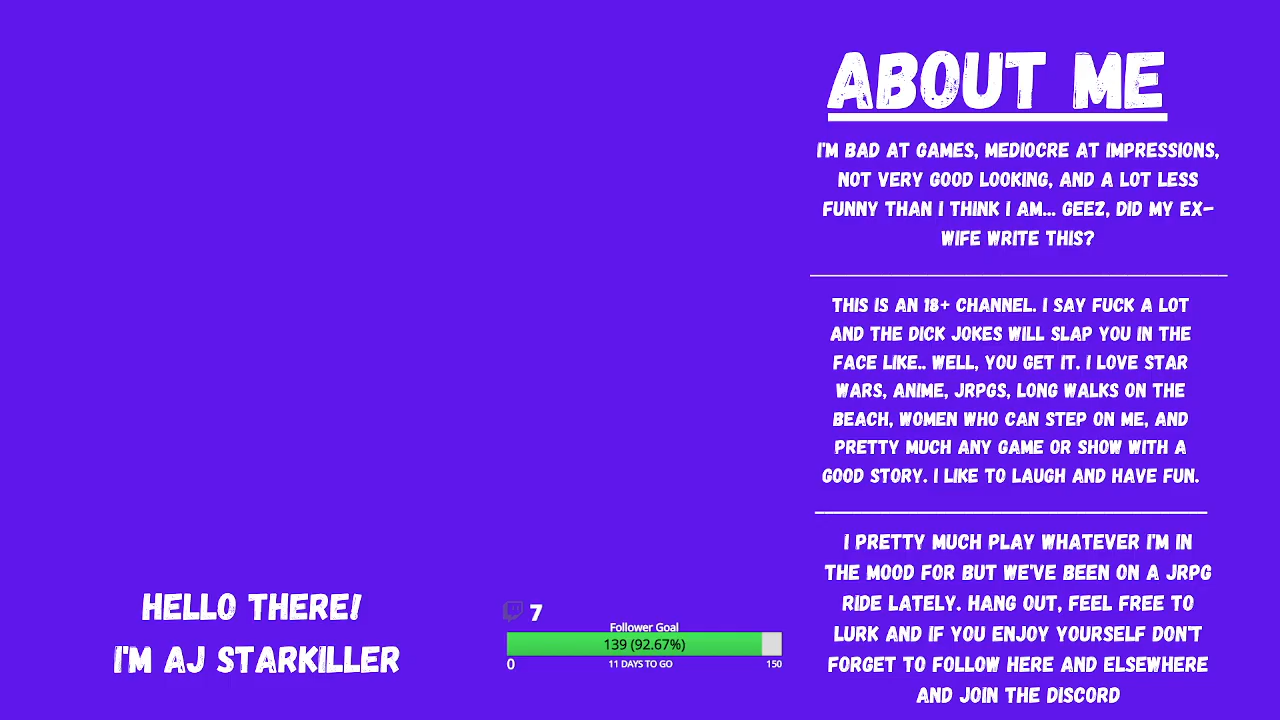 ABOUT ME
I'M BAD AT GAMES, MEDIOCRE AT IMPRESSIONS,
NOT VERY GOOD LOOKING, AND A LOT LESS
FUNNY THAN I THINK I AM... GEEZ, DID MY EX-
WIFE WRITE THIS?
THIS IS AN 18+ CHANNEL. I SAY FUCK A LOT
AND THE DICK JOKES WILL SLAP YOU IN THE
FACE LIKE.. WELL, YOU GET IT. I LOVE STAR
WARS, ANIME, JRPGS, LONG WALKS ON THE
BEACH, WOMEN WHO CAN STEP ON ME, AND
PRETTY MUCH ANY GAME OR SHOW WITH A
GOOD STORY. I LIKE TO LAUGH AND HAVE FUN.
I PRETTY MUCH PLAY WHATEVER I'M IN
THE MOOD FOR BUT WE'VE BEEN ON A JRPG
RIDE LATELY. HANG OUT, FEEL FREE TO
LURK AND IF YOU ENJOY YOURSELF DON'T
FORGET TO FOLLOW HERE AND ELSEWHERE
AND JOIN THE DISCORD
HELLO THERE!
I'M AJ STARKILLER
7
Follower Goal
139 (92.67%)
0 11 DAYS TO GO 150